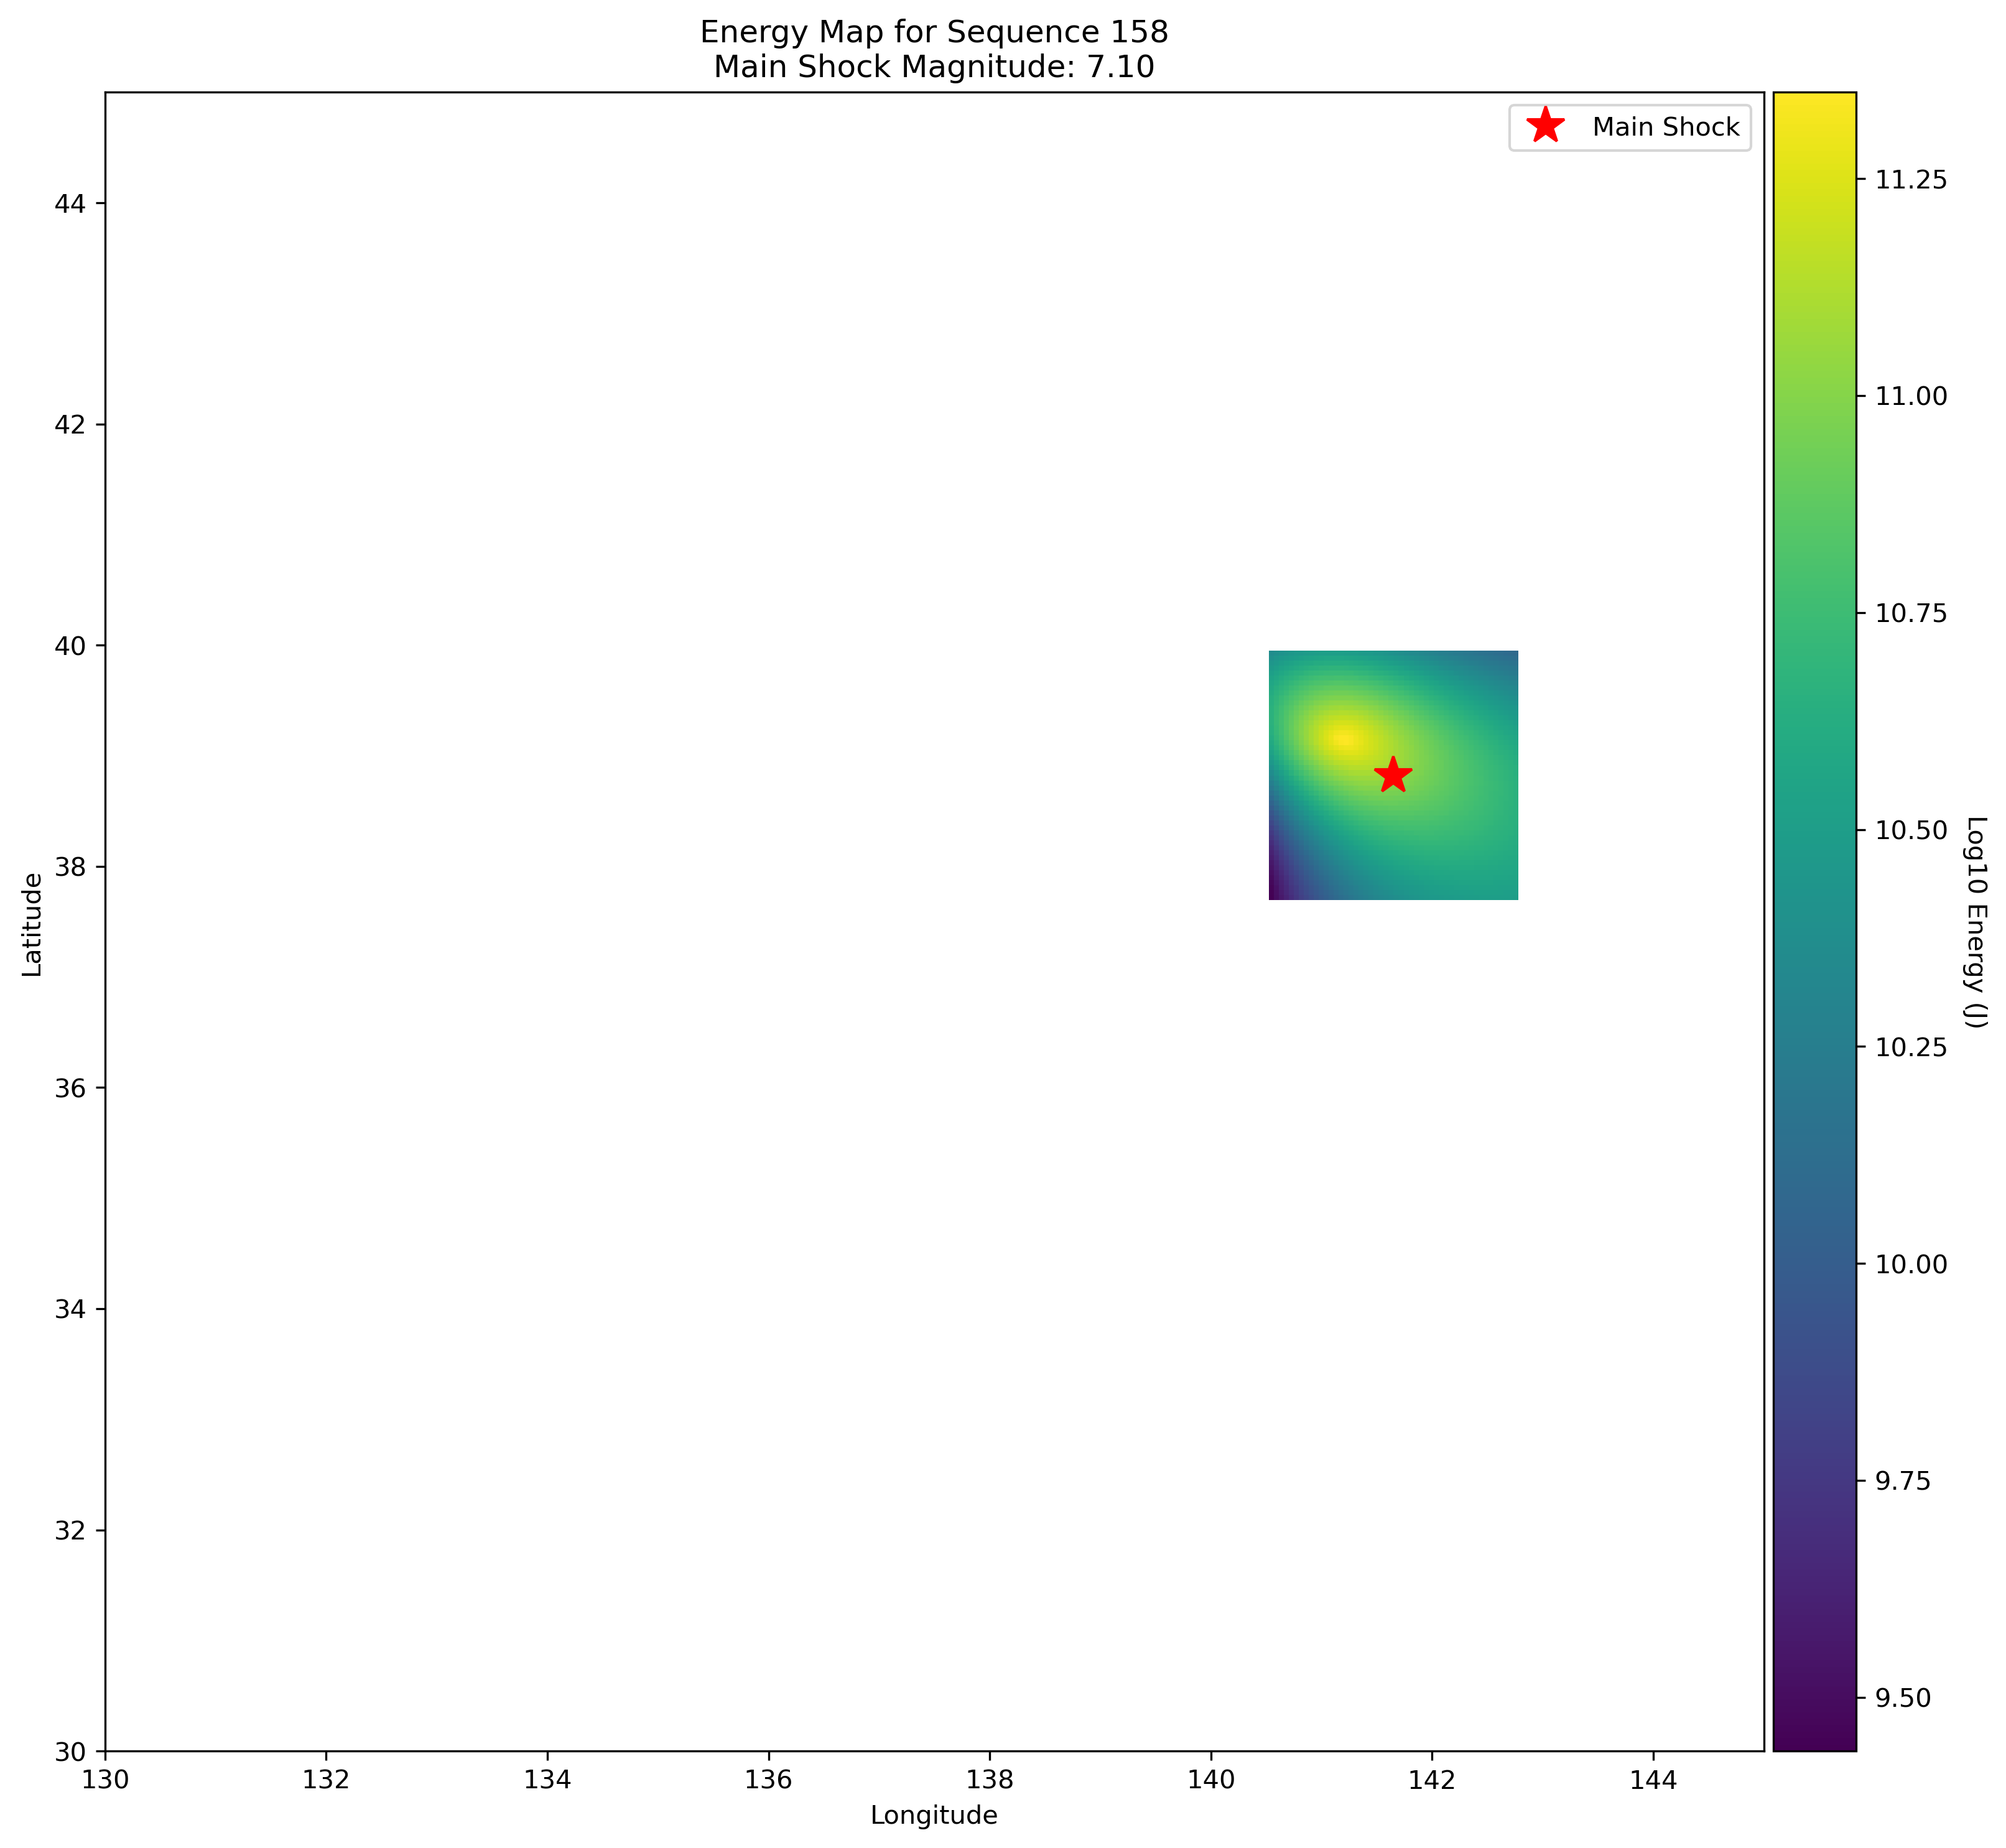 Energy Map for Sequence 158
Main Shock Magnitude: 7.10
Main Shock
44
42
40
38
36
34
32
30
Latitude
130 132 134 136 138 140 142 144
Longitude
11.25
11.00
10.75
10.50
10.25
10.00
9.75
9.50
Log10 Energy (J)